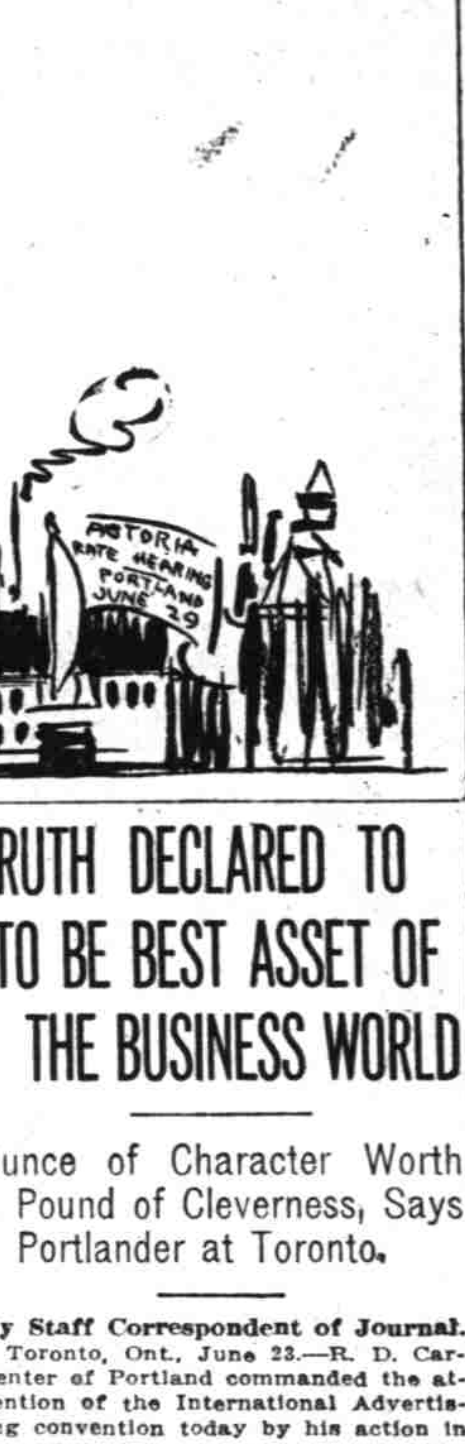 ASTORIA
RATE HEARING
PORTLAND
JUNE 29
RUTH DECLARED TO
TO BE BEST ASSET OF
THE BUSINESS WORLD
unce of Character Worth
Pound of Cleverness, Says
Portlander at Toronto.
y Staff Correspondent of Journal.
Toronto, Ont., June 23.—R. D. Car-
enter of Portland commanded the at-
ention of the International Advertis-
g convention today by his action in